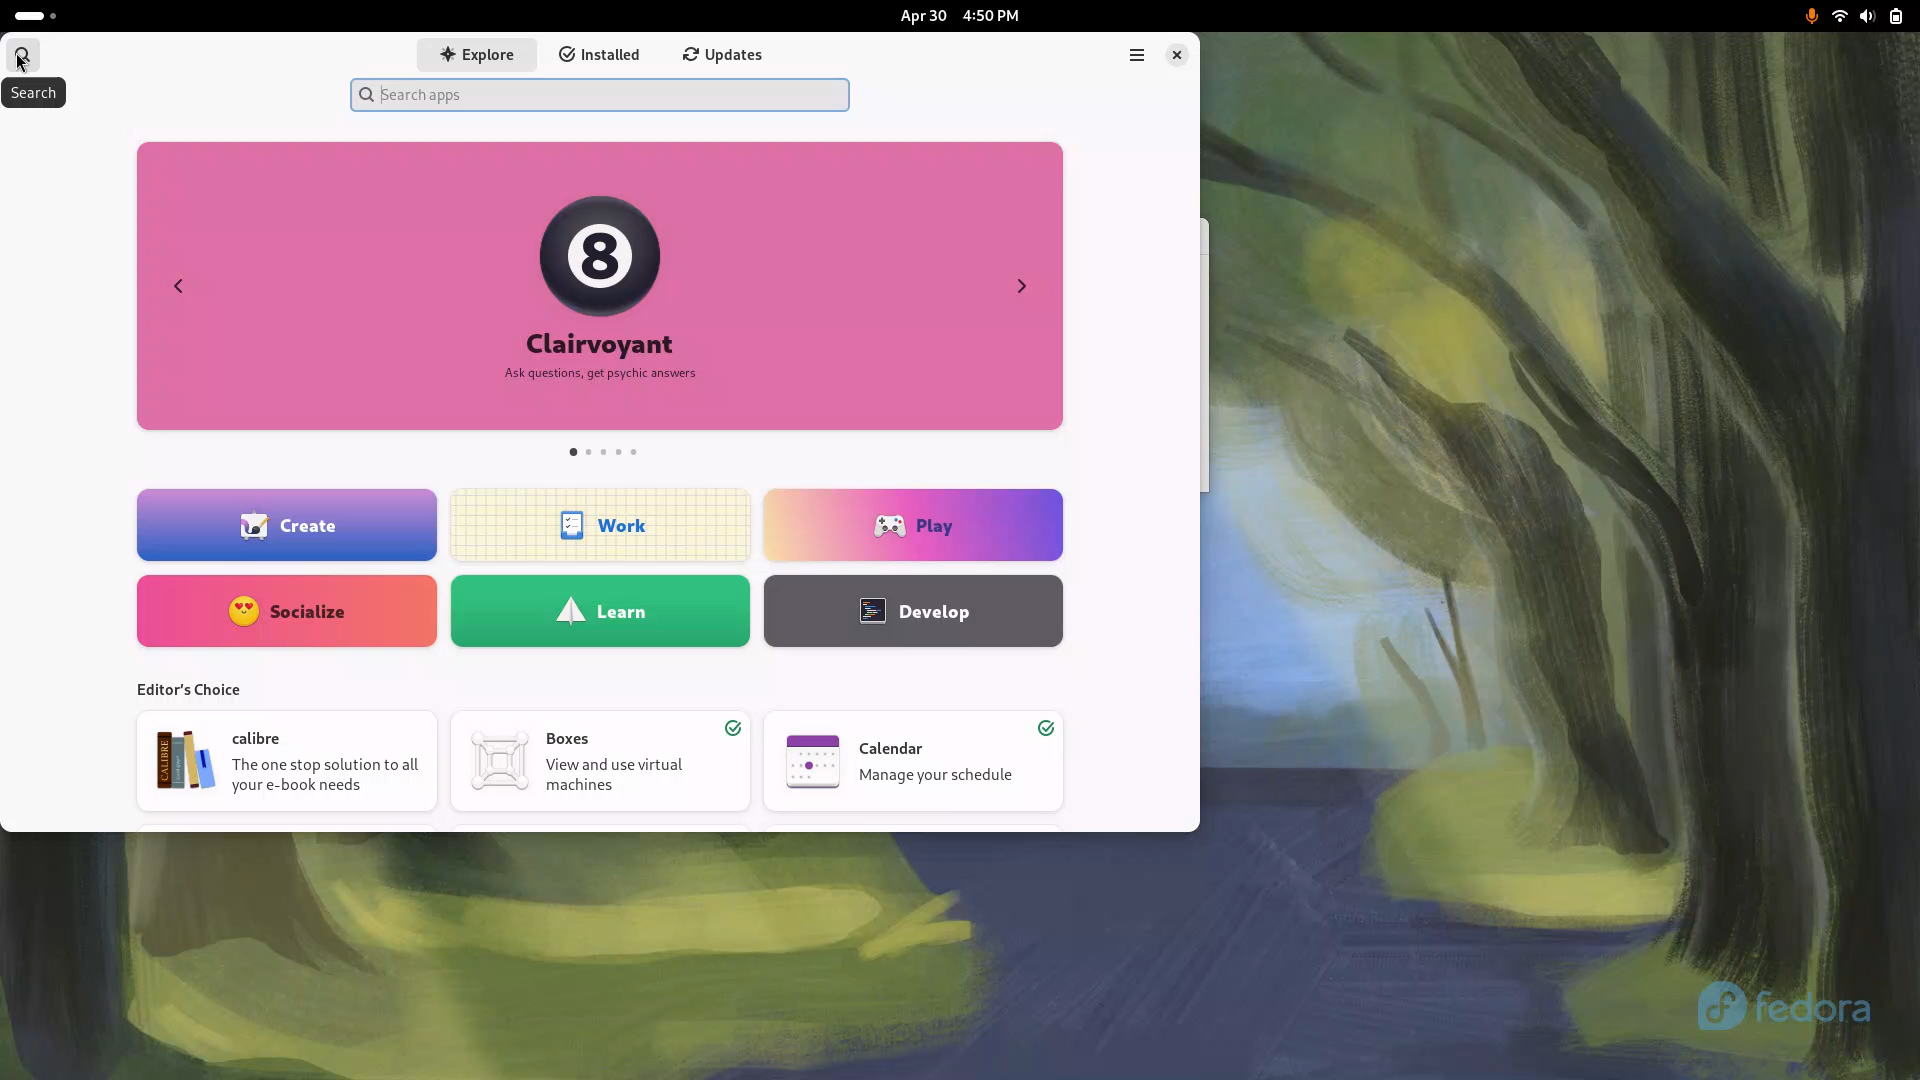 Apr 30 4:50 PM
Explore
Installed
Updates
Search
Search apps
8
Clairvoyant
Ask questions, get psychic answers
Create
Work
Play
Socialize
Learn
Develop
Editor's Choice
CALIBRE
calibre
The one stop solution to all
your e-book needs
Boxes
View and use virtual
machines
Calendar
Manage your schedule
fedora